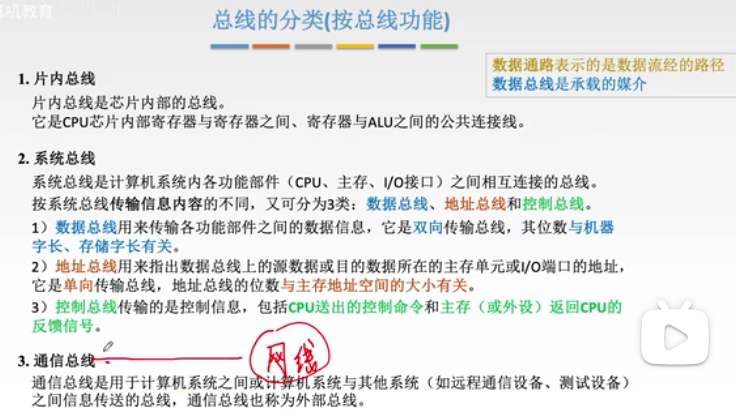 机教育
总线的分类(按总线功能)
数据通路表示的是数据流经的路径
数据总线是承载的媒介
1. 片内总线
片内总线是芯片内部的总线。
它是CPU芯片内部寄存器与寄存器之间、寄存器与ALU之间的公共连接线。
2. 系统总线
系统总线是计算机系统内各功能部件（CPU、主存、I/O接口）之间相互连接的总线。
按系统总线传输信息内容的不同，又可分为3类：数据总线、地址总线和控制总线。
1）数据总线用来传输各功能部件之间的数据信息，它是双向传输总线，其位数与机器
字长、存储字长有关。
2）地址总线用来指出数据总线上的源数据或目的数据所在的主存单元或I/O端口的地址，
它是单向传输总线，地址总线的位数与主存地址空间的大小有关。
3）控制总线传输的是控制信息，包括CPU送出的控制命令和主存（或外设）返回CPU的
反馈信号。
网线
3. 通信总线
通信总线是用于计算机系统之间或计算机系统与其他系统（如远程通信设备、测试设备）
之间信息传送的总线，通信总线也称为外部总线。